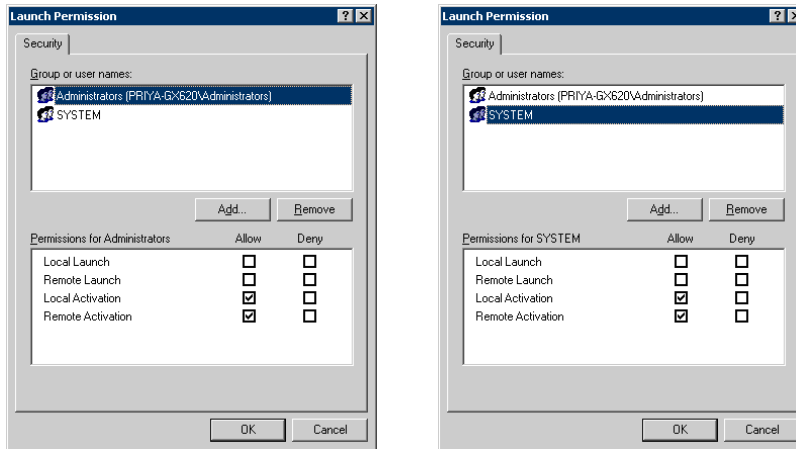 Launch Permission
Security
Group or user names:
Administrators (PRIYA-GX620\Administrators)
SYSTEM
Add... Remove
Permissions for Administrators Allow Deny
Local Launch
Remote Launch
Local Activation
Remote Activation
OK Cancel
Launch Permission
Security
Group or user names:
Administrators (PRIYA-GX620\Administrators)
SYSTEM
Add... Remove
Permissions for SYSTEM Allow Deny
Local Launch
Remote Launch
Local Activation
Remote Activation
OK Cancel